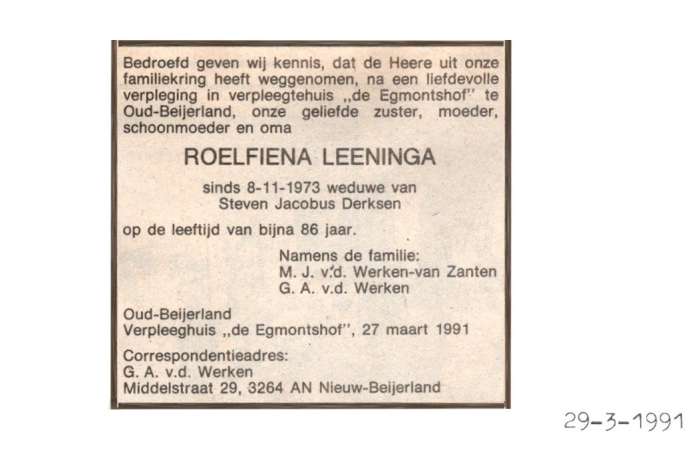 Bedroefd geven wij kennis, dat de Heere uit onze
familiekring heeft weggenomen, na een liefdevolle
verpleging in verpleegtehuis „de Egmontshof" te
Oud-Beijerland, onze geliefde zuster, moeder,
schoonmoeder en oma
ROELFIENA LEENINGA
sinds 8-11-1973 weduwe van
Steven Jacobus Derksen
op de leeftijd van bijna 86 jaar.
Namens de familie:
M. J. v.d. Werken-van Zanten
G. A. v.d. Werken
Oud-Beijerland
Verpleeghuis „de Egmontshof", 27 maart 1991
Correspondentieadres:
G. A. v.d. Werken
Middelstraat 29, 3264 AN Nieuw-Beijerland
29-3-1991